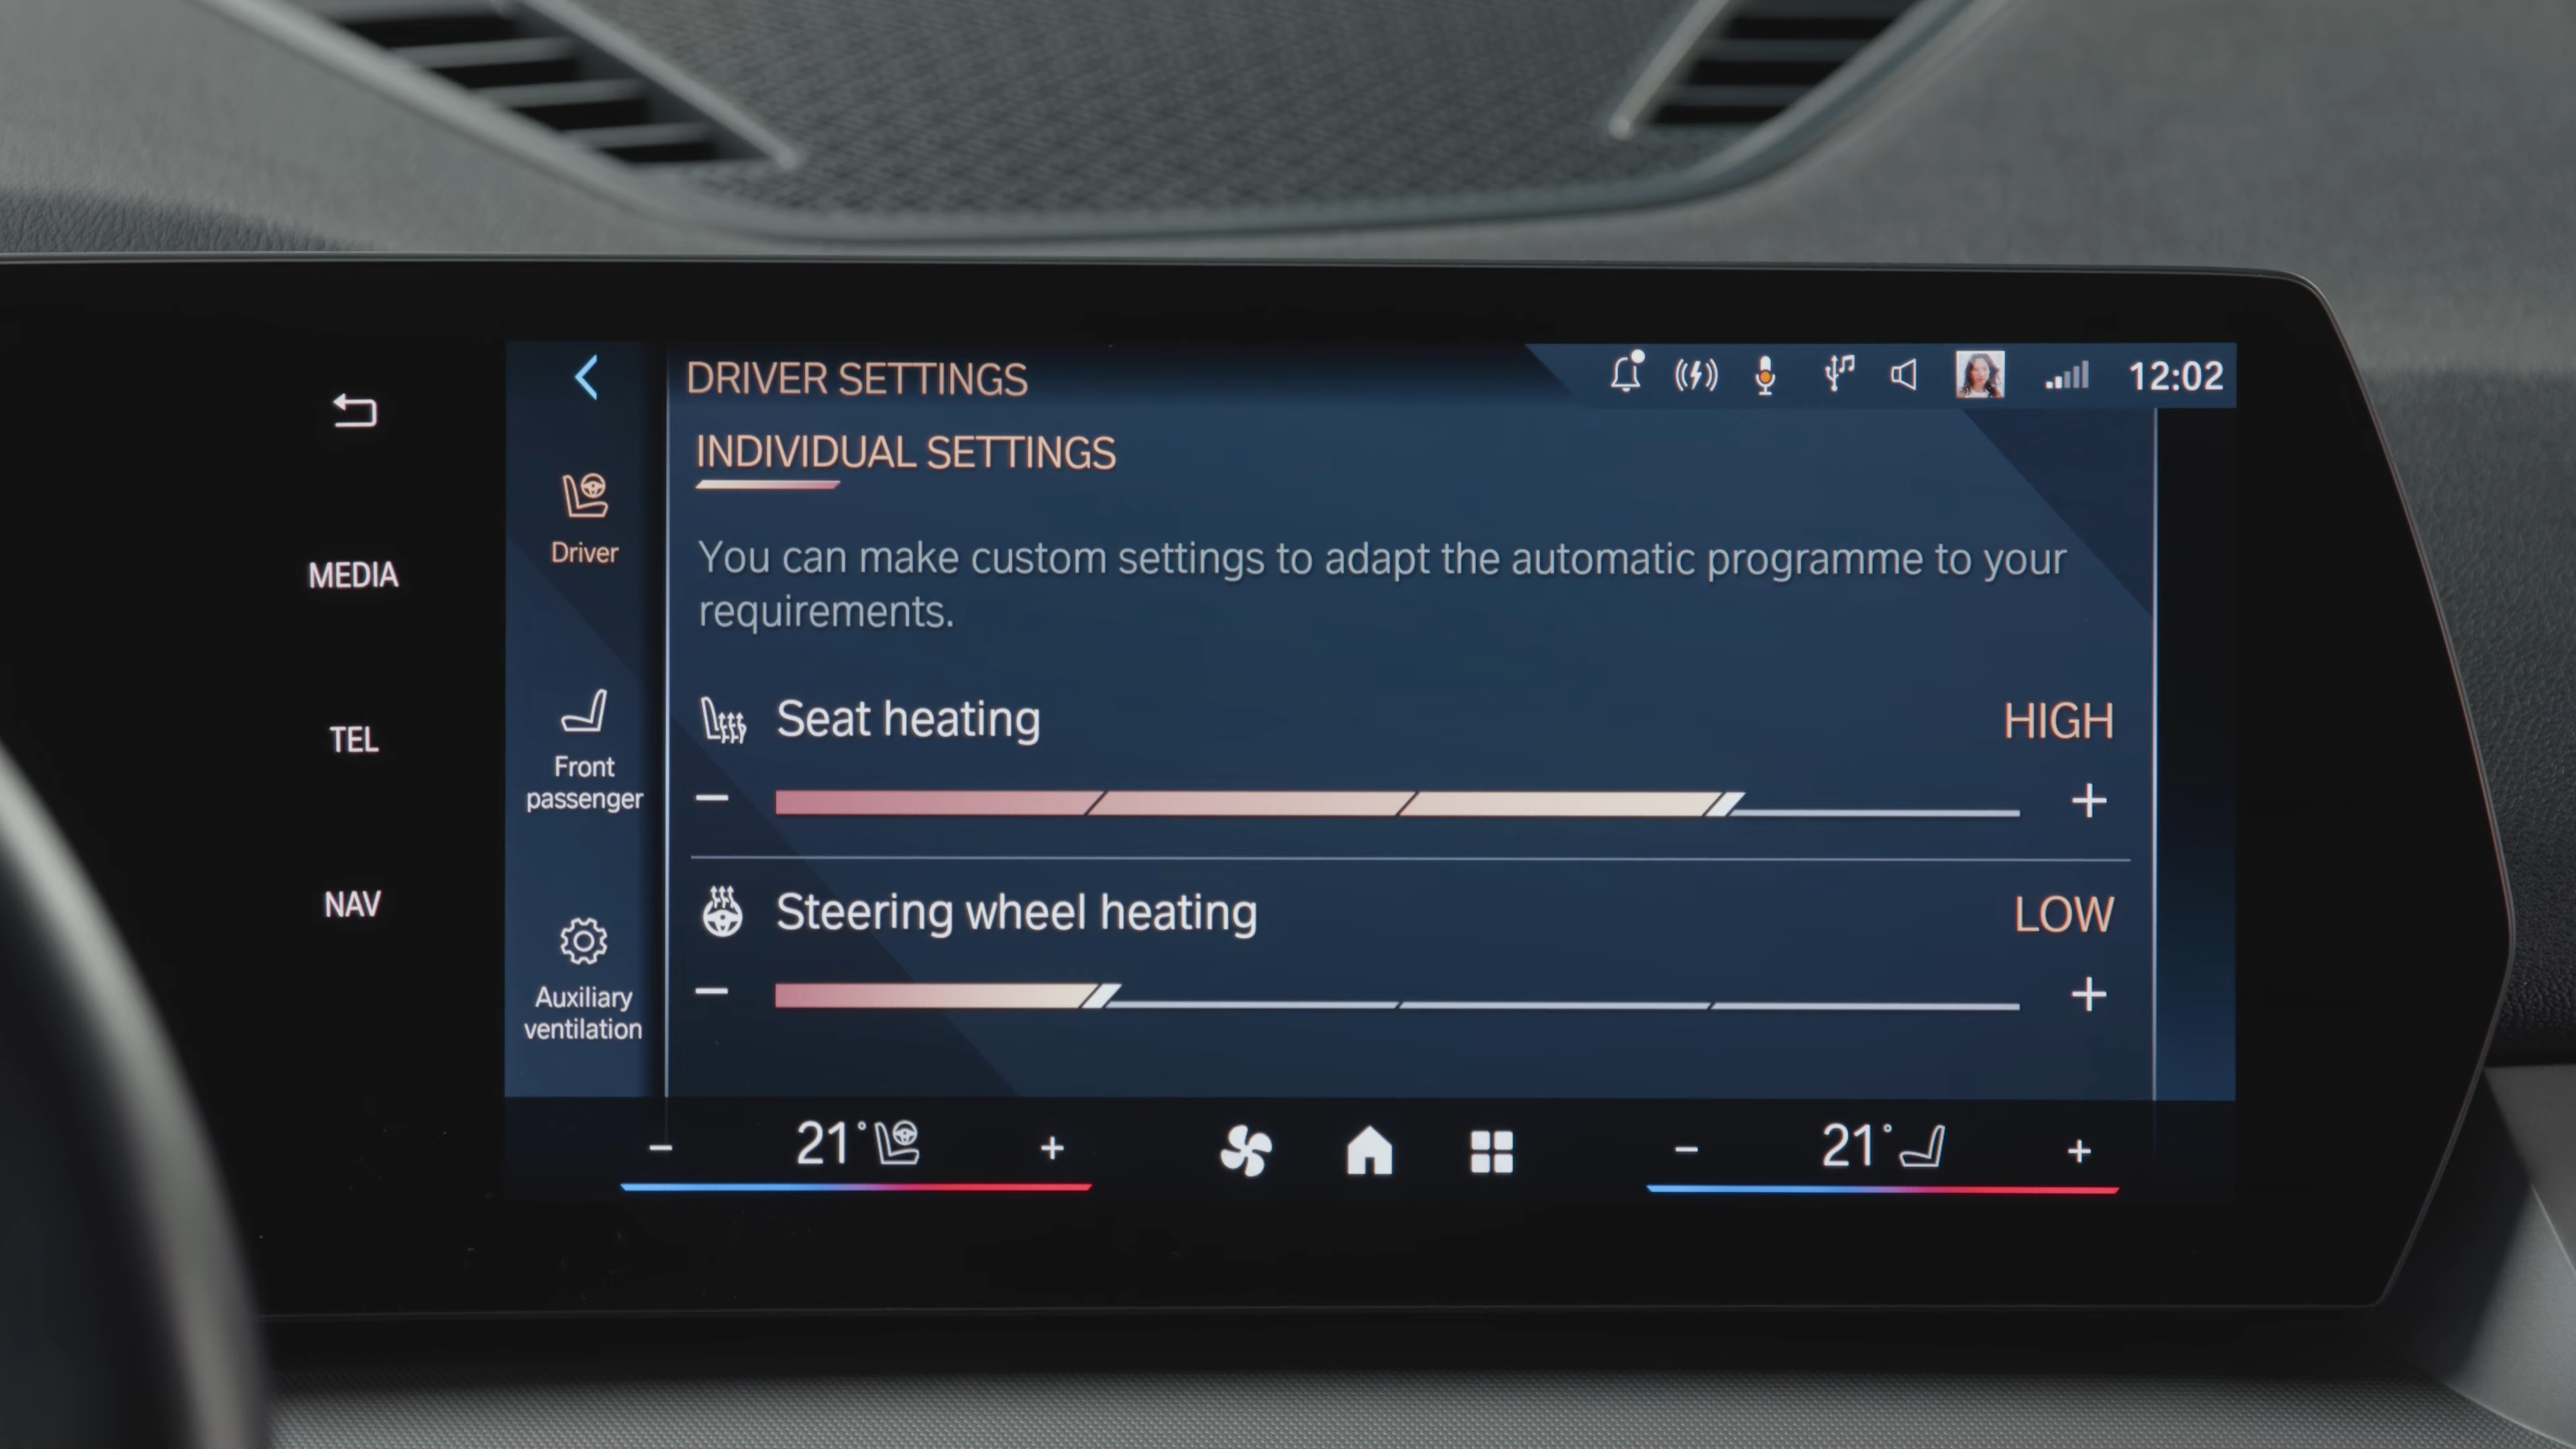 DRIVER SETTINGS
12:02
INDIVIDUAL SETTINGS
You can make custom settings to adapt the automatic programme to your
requirements.
MEDIA
TEL
NAV
Driver
Front
passenger
Auxiliary
ventilation
Seat heating
HIGH
− +
Steering wheel heating
LOW
− +
− 21° +
− 21° +